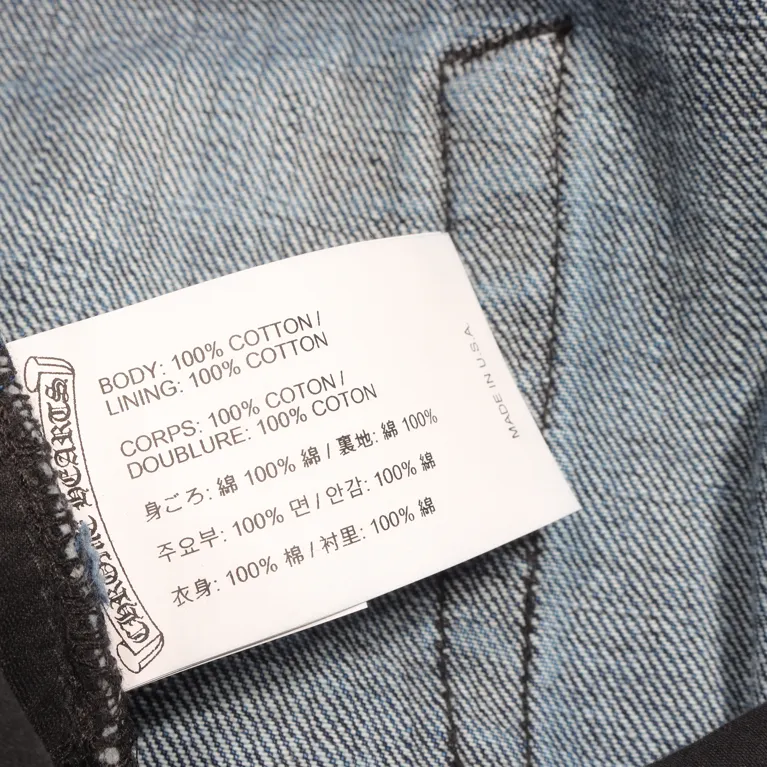 BODY: 100% COTTON /
LINING: 100% COTTON
CORPS: 100% COTON /
DOUBLURE: 100% COTON
身ごろ: 綿 100% 綿 / 裏地: 綿 100%
주요부: 100% 면 / 안감: 100% 綿
衣身: 100% 棉 / 衬里: 100% 綿
MADE IN U.S.A.
CHROME HEARTS